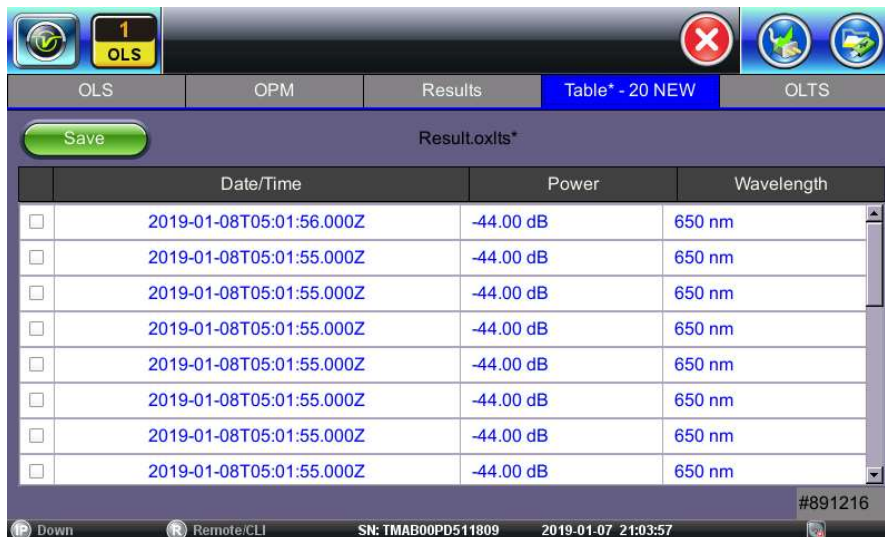 1
OLS
OLS OPM Results Table* - 20 NEW OLTS
Save Result.oxlts*
Date/Time Power Wavelength
2019-01-08T05:01:56.000Z -44.00 dB 650 nm
2019-01-08T05:01:55.000Z -44.00 dB 650 nm
2019-01-08T05:01:55.000Z -44.00 dB 650 nm
2019-01-08T05:01:55.000Z -44.00 dB 650 nm
2019-01-08T05:01:55.000Z -44.00 dB 650 nm
2019-01-08T05:01:55.000Z -44.00 dB 650 nm
2019-01-08T05:01:55.000Z -44.00 dB 650 nm
2019-01-08T05:01:55.000Z -44.00 dB 650 nm
#891216
IP Down R Remote/CLI SN: TMAB00PD511809 2019-01-07 21:03:57